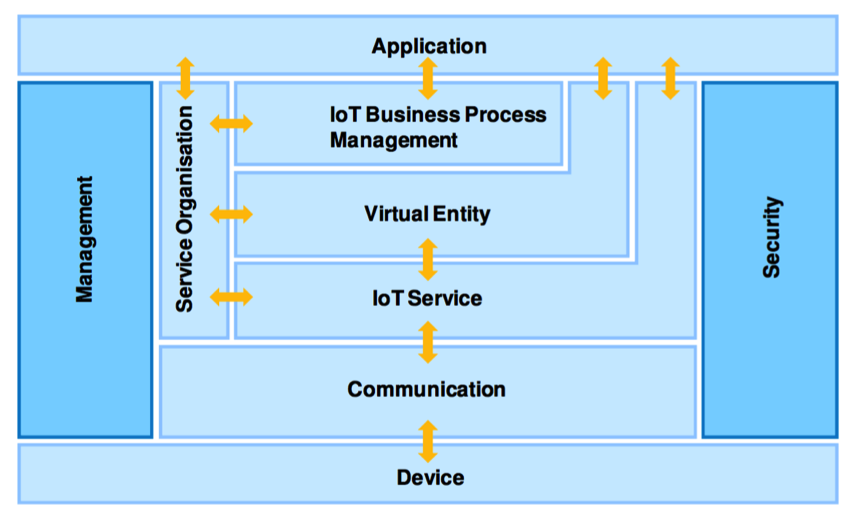 Application
Management
Service Organisation
IoT Business Process
Management
Virtual Entity
IoT Service
Security
Communication
Device